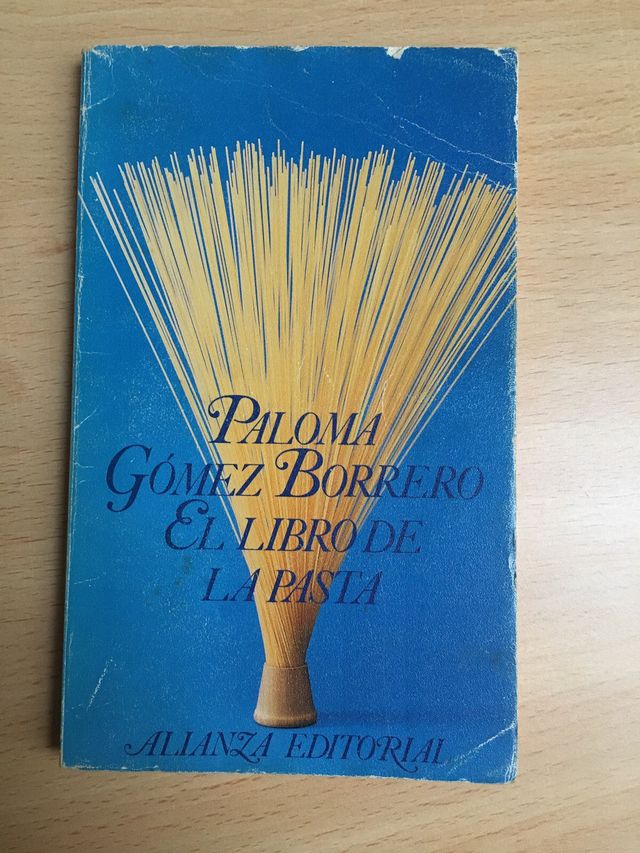 PALOMA
GÓMEZ BORRERO
EL LIBRO DE
LA PASTA
ALIANZA EDITORIAL